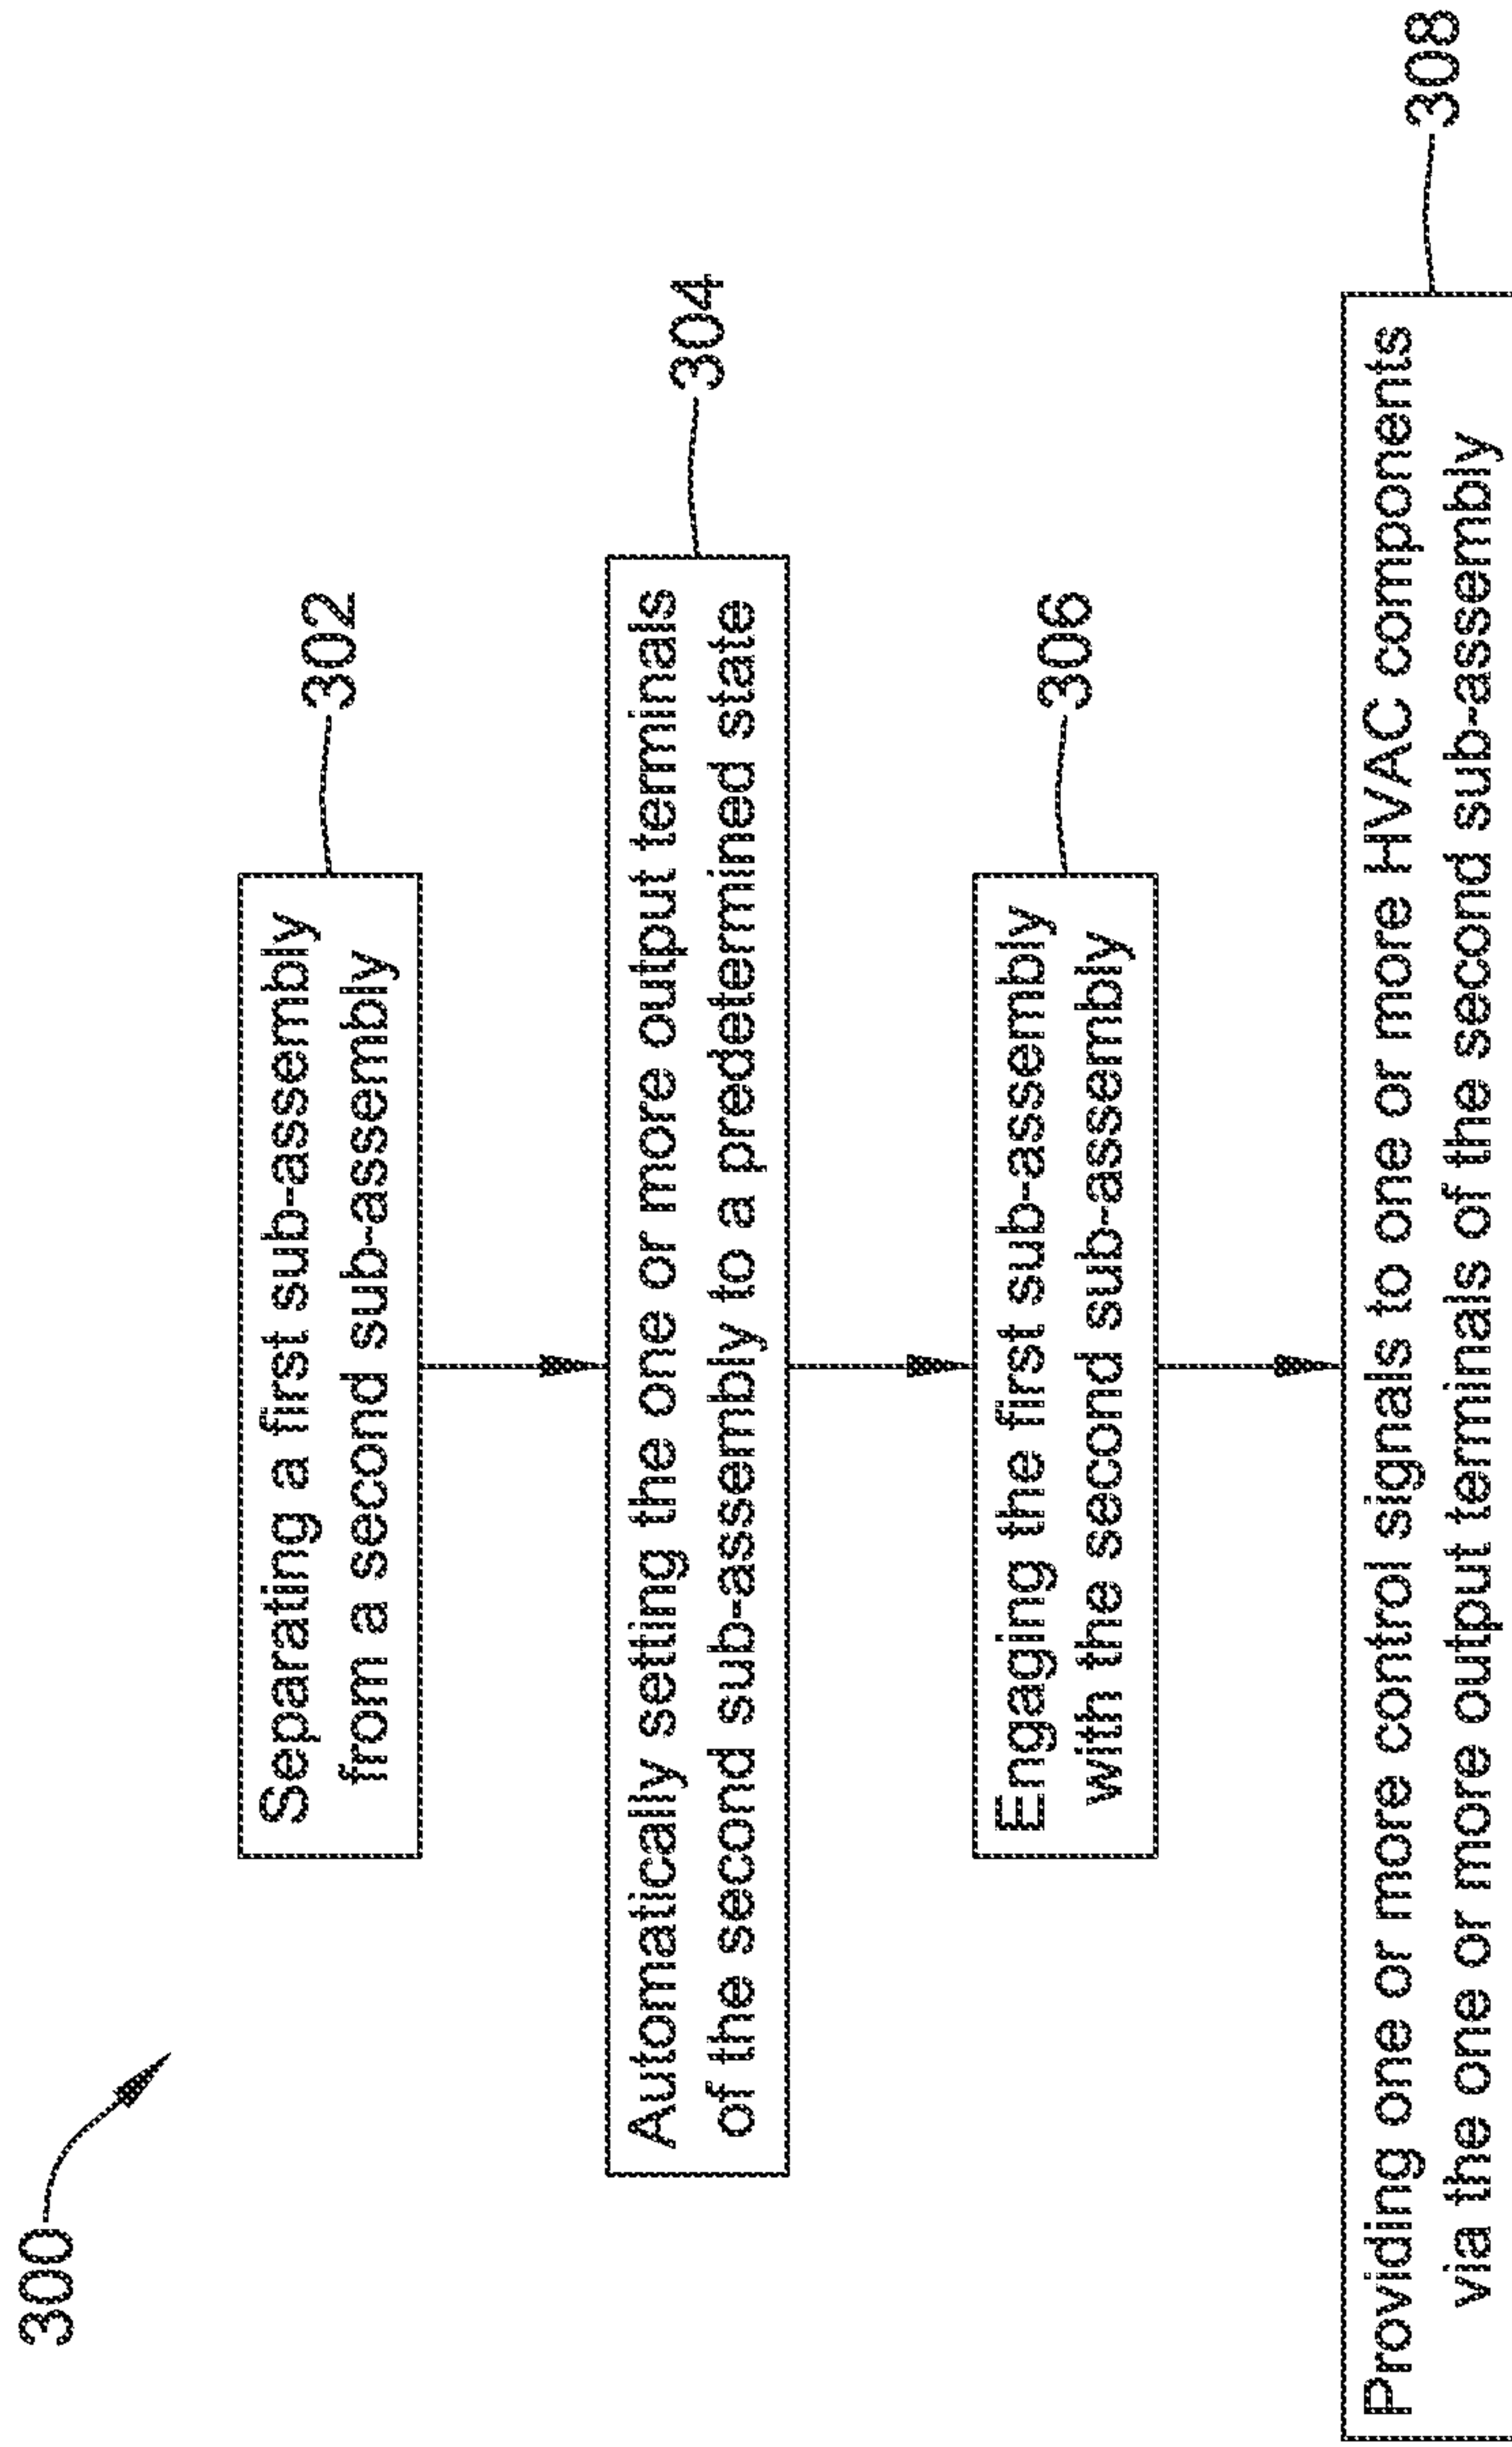 300
Separating a first sub-assembly
from a second sub-assembly
302
Automatically setting the one or more output terminals
of the second sub-assembly to a predetermined state
304
Engaging the first sub-assembly
with the second sub-assembly
306
Providing one or more control signals to one or more HVAC components
via the one or more output terminals of the second sub-assembly
308